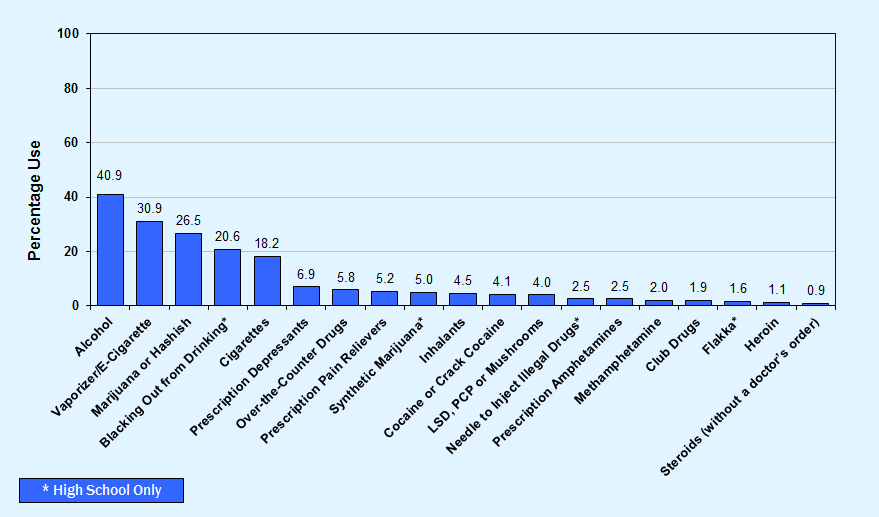 100
80
60
40
20
0
Percentage Use
40.9
30.9
26.5
20.6
18.2
6.9
5.8
5.2
5.0
4.5
4.1
4.0
2.5
2.5
2.0
1.9
1.6
1.1
0.9
Alcohol
Vaporizer/E-Cigarette
Marijuana or Hashish
Blacking Out from Drinking*
Cigarettes
Prescription Depressants
Over-the-Counter Drugs
Prescription Pain Relievers
Synthetic Marijuana*
Inhalants
Cocaine or Crack Cocaine
LSD, PCP or Mushrooms
Needle to Inject Illegal Drugs*
Prescription Amphetamines
Methamphetamine
Club Drugs
Flakka*
Heroin
Steroids (without a doctor's order)
* High School Only